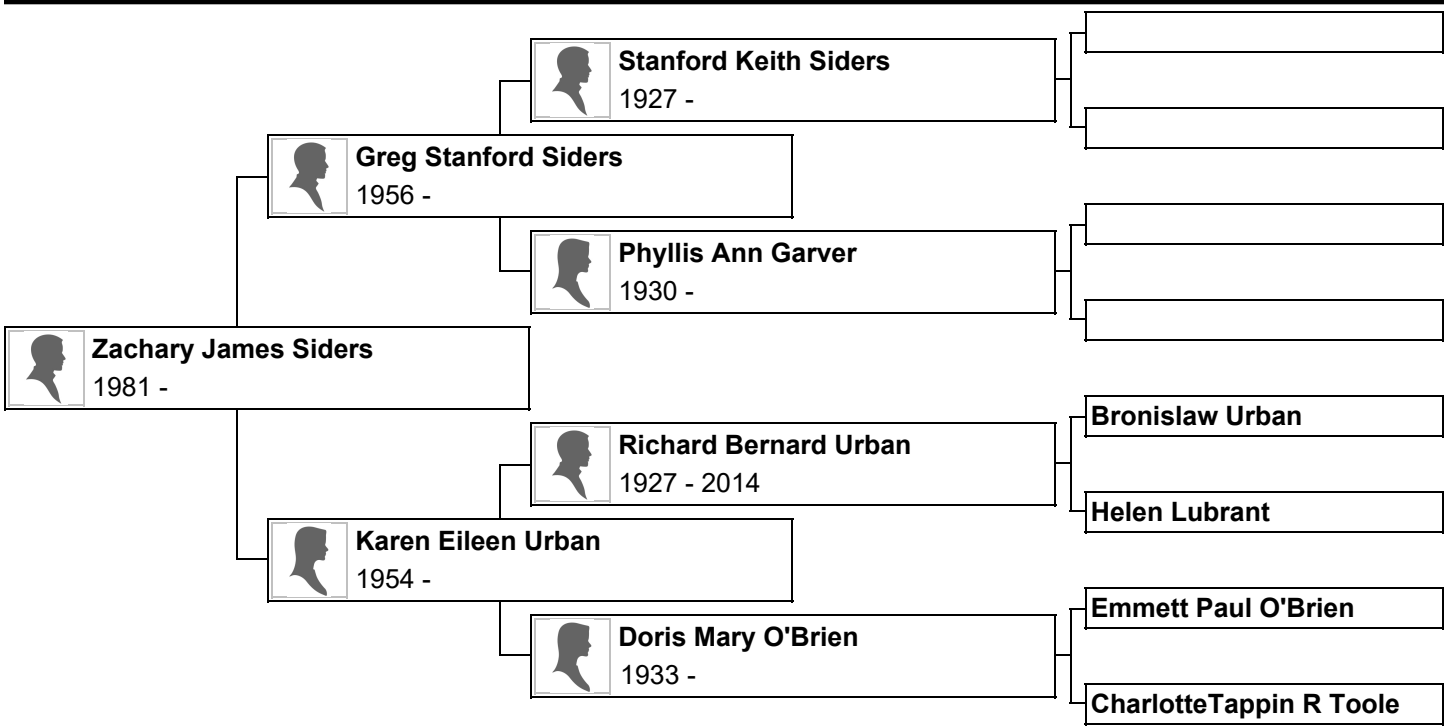 Stanford Keith Siders
1927 -
Greg Stanford Siders
1956 -
Phyllis Ann Garver
1930 -
Zachary James Siders
1981 -
Bronislaw Urban
Richard Bernard Urban
1927 - 2014
Helen Lubrant
Karen Eileen Urban
1954 -
Emmett Paul O'Brien
Doris Mary O'Brien
1933 -
CharlotteTappin R Toole